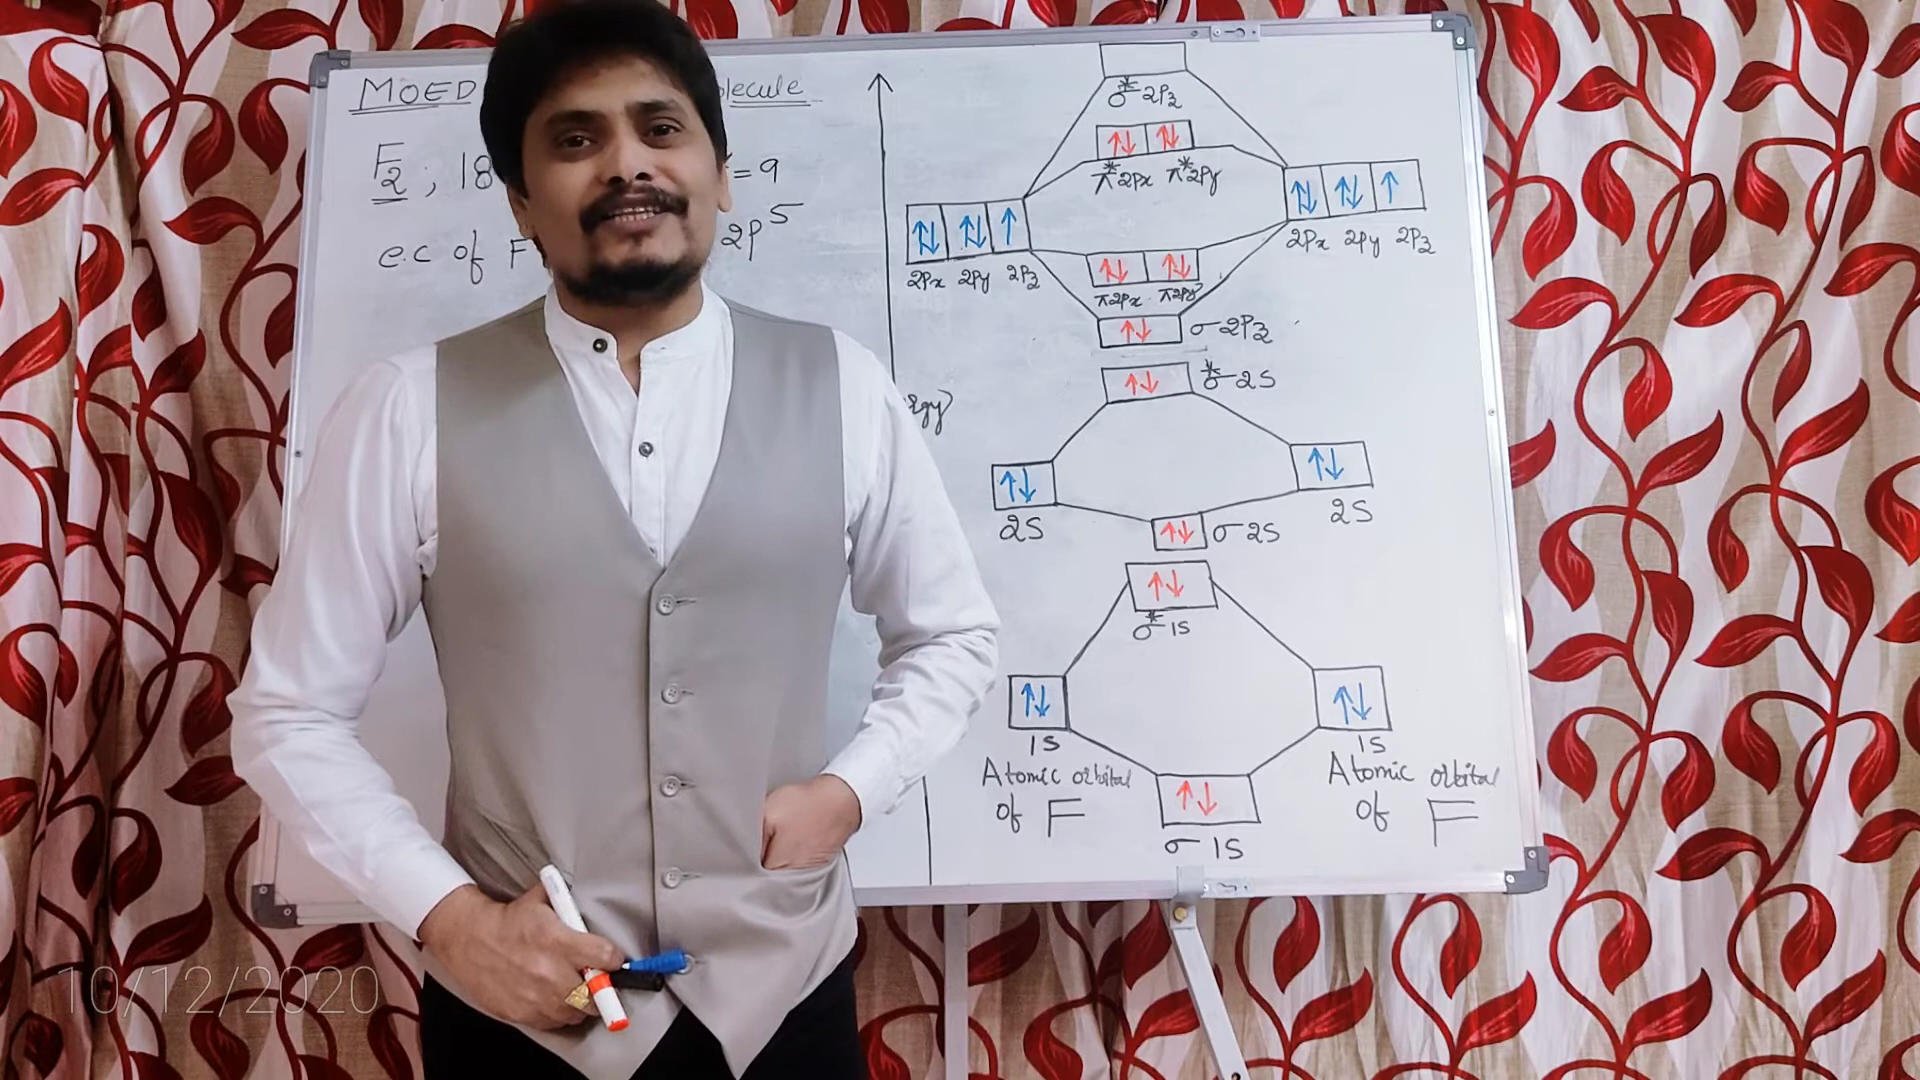 MOED
F2 ; 18
= 9
e.c of F
2P5
σ* 2Pz
π* 2Px π* 2Py
2Px 2Py 2Pz
2Px 2Py 2Pz
π2Px π2Py
σ 2Pz
σ* 2S
2S
2S
σ 2S
σ* 1S
1S
1S
Atomic orbital
of F
Atomic orbital
of F
σ 1S
10/12/2020